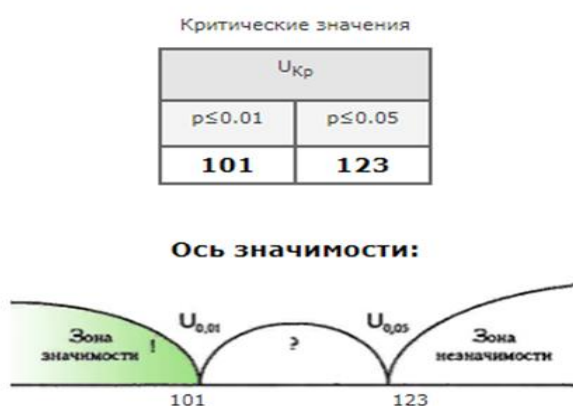 Критические значения
UКр
p≤0.01 p≤0.05
101 123
Ось значимости:
U0,01 U0,05
Зона значимости !
?
Зона незначимости
101 123